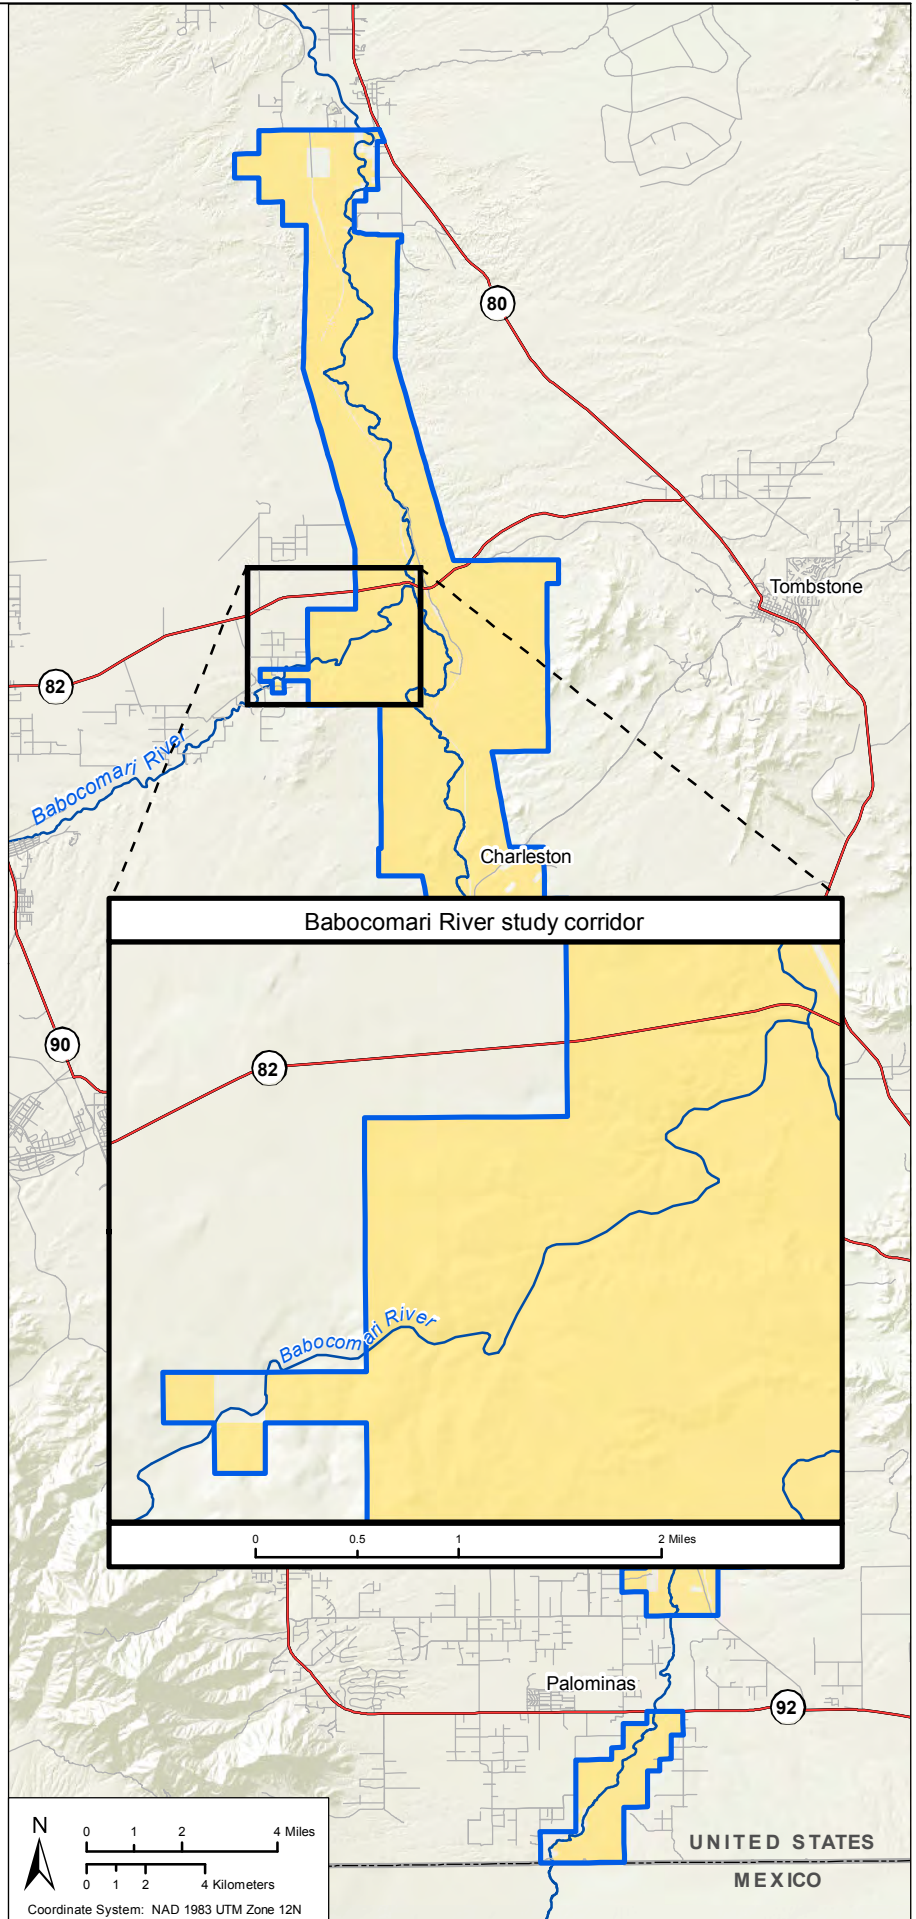 80
Tombstone
82
Babocomari River
Charleston
Babocomari River study corridor
90
82
Babocomari River
0 0.5 1 2 Miles
Palominas
92
N
0 1 2 4 Miles
0 1 2 4 Kilometers
Coordinate System: NAD 1983 UTM Zone 12N
UNITED STATES
MEXICO